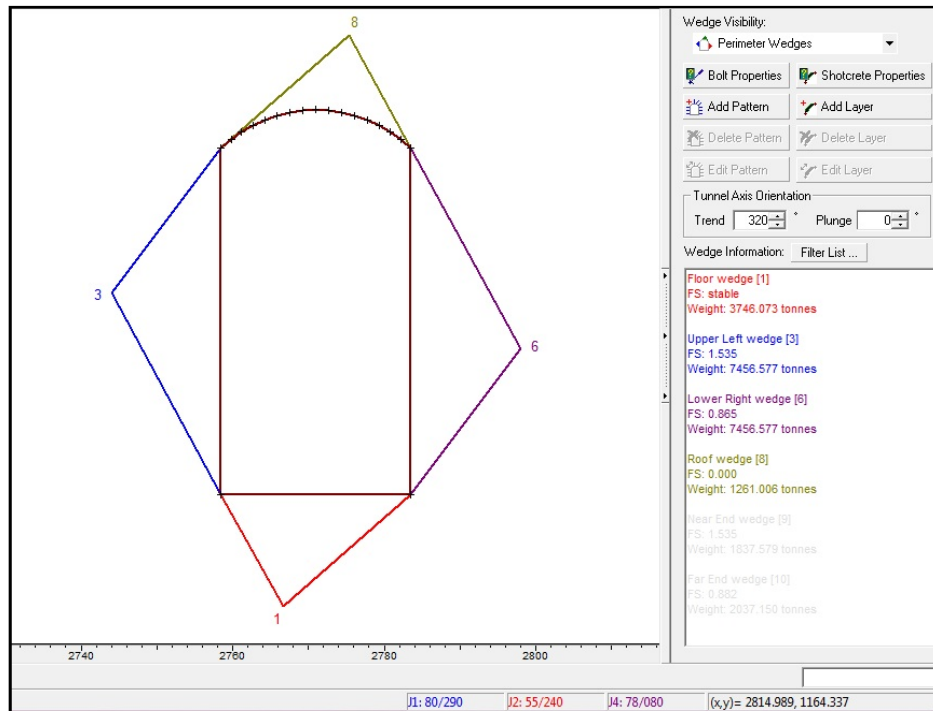 8
3
6
1
2740 2760 2780 2800
Wedge Visibility:
Perimeter Wedges
Bolt Properties Shotcrete Properties
Add Pattern Add Layer
Delete Pattern Delete Layer
Edit Pattern Edit Layer
Tunnel Axis Orientation
Trend 320 ° Plunge 0 °
Wedge Information: Filter List ...
Floor wedge [1]
FS: stable
Weight: 3746.073 tonnes
Upper Left wedge [3]
FS: 1.535
Weight: 7456.577 tonnes
Lower Right wedge [6]
FS: 0.865
Weight: 7456.577 tonnes
Roof wedge [8]
FS: 0.000
Weight: 1261.006 tonnes
Near End wedge [9]
FS: 1.535
Weight: 1837.579 tonnes
Far End wedge [10]
FS: 0.882
Weight: 2037.150 tonnes
J1: 80/290 J2: 55/240 J4: 78/080 (x,y)= 2814.989, 1164.337